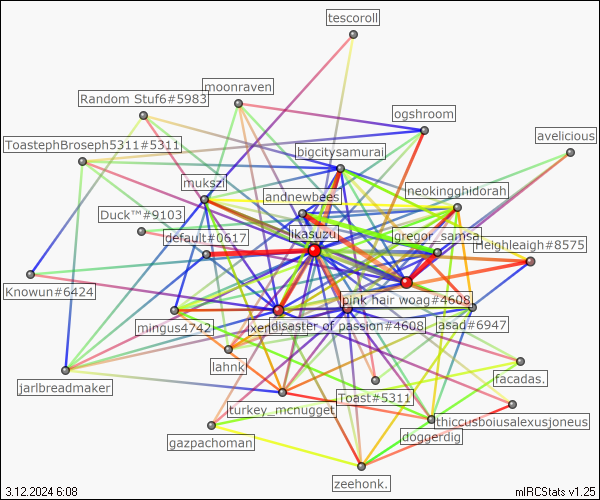 tescoroll
moonraven
Random Stuf6#5983
ogshroom
avelicious
ToastephBroseph5311#5311
bigcitysamurai
mukszi
neokingghidorah
andnewbees
Duck™#9103
default#0617
ikasuzu
gregor_samsa
Heighleaigh#8575
Knowun#6424
pink hair woag#4608
mingus4742
disaster of passion#4608
asad#6947
lahnk
facadas.
jarlbreadmaker
Toast#5311
turkey_mcnugget
thiccusboiusalexusjoneus
doggerdig
gazpachoman
zeehonk.
3.12.2024 6:08
mIRCStats v1.25